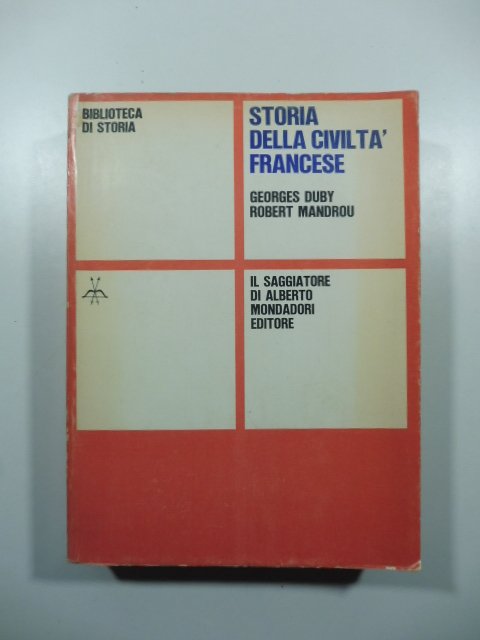 BIBLIOTECA
DI STORIA
STORIA
DELLA CIVILTA'
FRANCESE
GEORGES DUBY
ROBERT MANDROU
IL SAGGIATORE
DI ALBERTO
MONDADORI
EDITORE